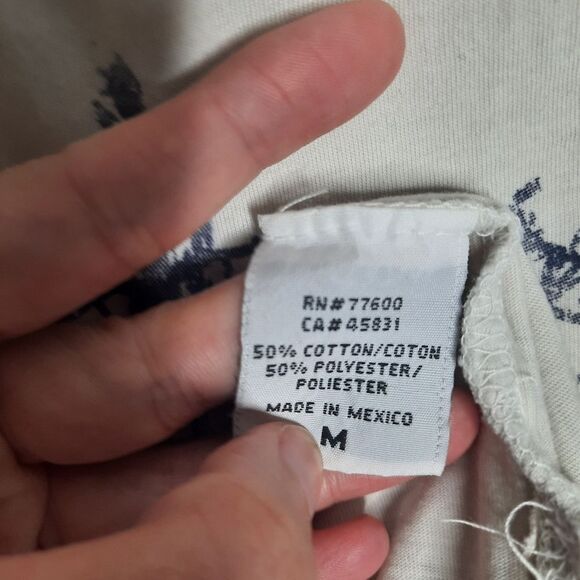 RN# 77600
CA# 45831
50% COTTON/COTON
50% POLYESTER/
POLIESTER
MADE IN MEXICO
M